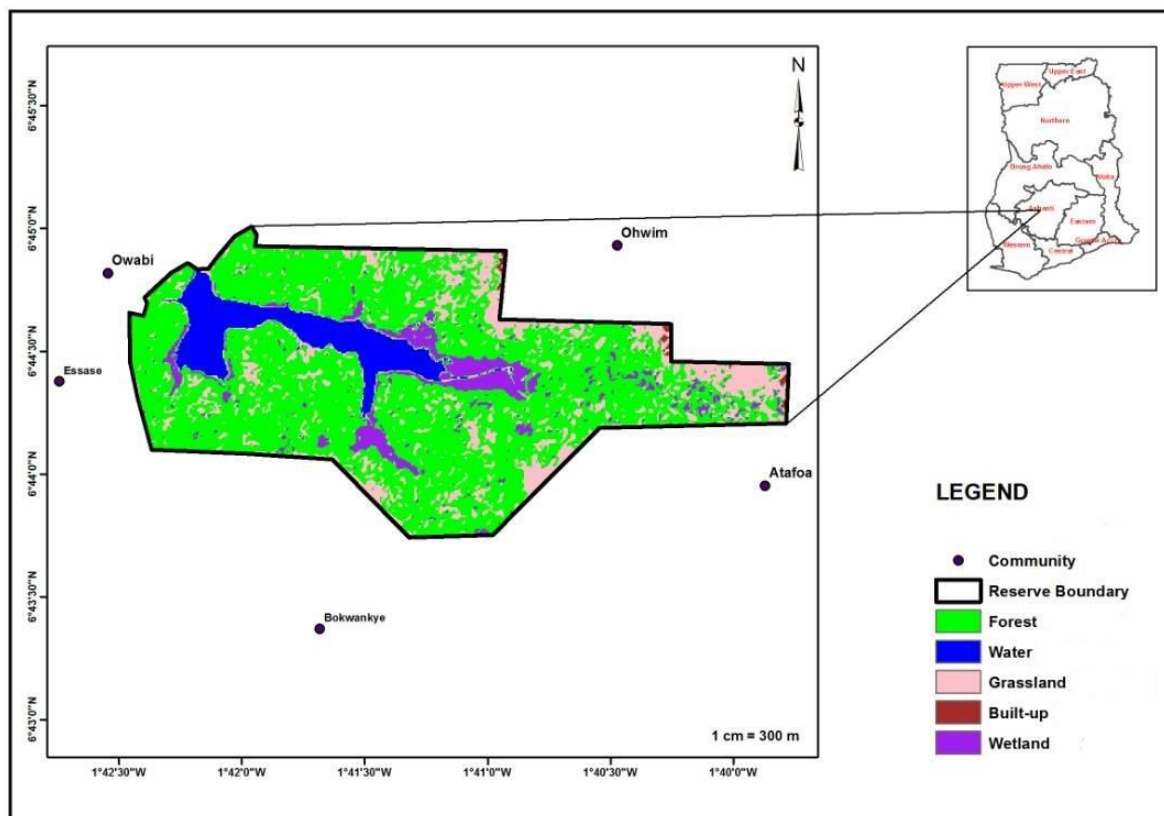 N
6°45'30"N
6°45'0"N
6°44'30"N
6°44'0"N
6°43'30"N
6°43'0"N
Owabi
Ohwim
Essase
Atafoa
Bokwankye
1 cm = 300 m
1°42'30"W
1°42'0"W
1°41'30"W
1°41'0"W
1°40'30"W
1°40'0"W
Upper East
Upper West
Northern
Brong Ahafo
Volta
Ashanti
Eastern
Greater Accra
Western
Central
LEGEND
Community
Reserve Boundary
Forest
Water
Grassland
Built-up
Wetland